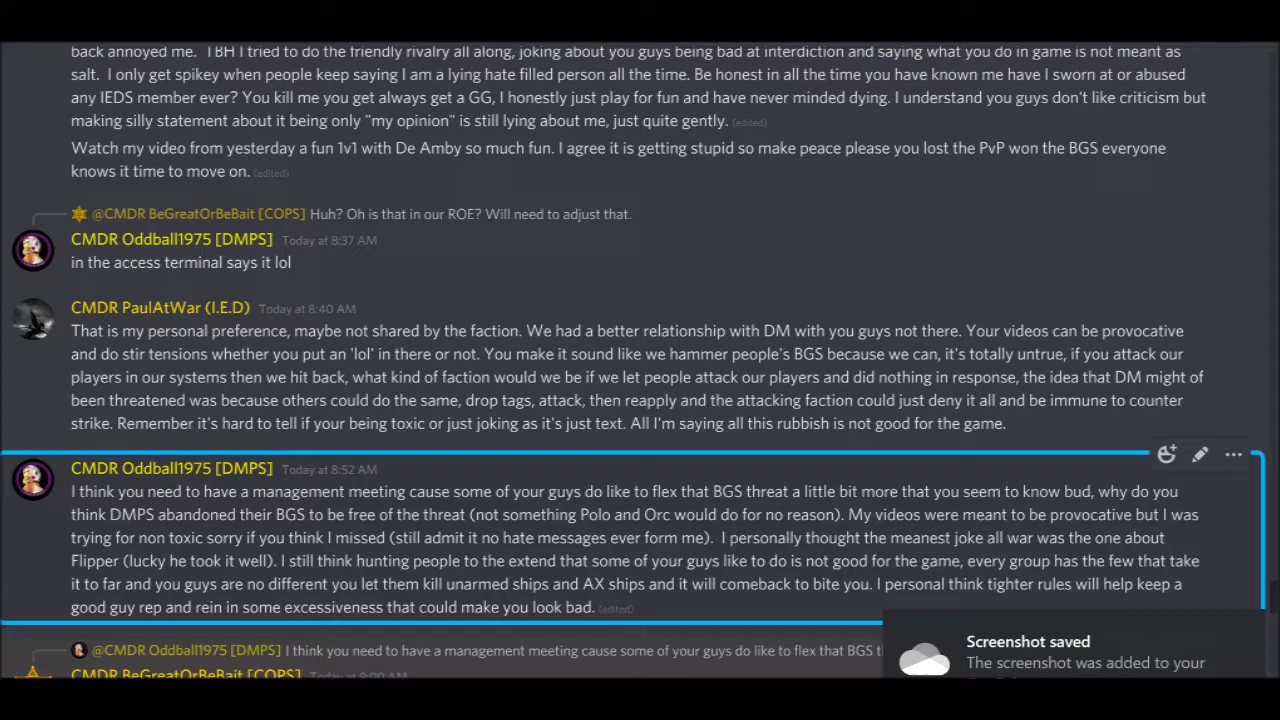 back annoyed me. TBH I tried to do the friendly rivalry all along, joking about you guys being bad at interdiction and saying what you do in game is not meant as
salt. I only get spikey when people keep saying I am a lying hate filled person all the time. Be honest in all the time you have known me have I sworn at or abused
any IEDS member ever? You kill me you get always get a GG, I honestly just play for fun and have never minded dying. I understand you guys don't like criticism but
making silly statement about it being only "my opinion" is still lying about me, just quite gently. (edited)
Watch my video from yesterday a fun 1v1 with De Amby so much fun. I agree it is getting stupid so make peace please you lost the PvP won the BGS everyone
knows it time to move on. (edited)
@CMDR BeGreatOrBeBait [COPS] Huh? Oh is that in our ROE? Will need to adjust that.
CMDR Oddball1975 [DMPS] Today at 8:37 AM
in the access terminal says it lol
CMDR PaulAtWar (I.E.D) Today at 8:40 AM
That is my personal preference, maybe not shared by the faction. We had a better relationship with DM with you guys not there. Your videos can be provocative
and do stir tensions whether you put an 'lol' in there or not. You make it sound like we hammer people's BGS because we can, it's totally untrue, if you attack our
players in our systems then we hit back, what kind of faction would we be if we let people attack our players and did nothing in response, the idea that DM might of
been threatened was because others could do the same, drop tags, attack, then reapply and the attacking faction could just deny it all and be immune to counter
strike. Remember it's hard to tell if your being toxic or just joking as it's just text. All I'm saying all this rubbish is not good for the game.
CMDR Oddball1975 [DMPS] Today at 8:52 AM
I think you need to have a management meeting cause some of your guys do like to flex that BGS threat a little bit more that you seem to know bud, why do you
think DMPS abandoned their BGS to be free of the threat (not something Polo and Orc would do for no reason). My videos were meant to be provocative but I was
trying for non toxic sorry if you think I missed (still admit it no hate messages ever form me). I personally thought the meanest joke all war was the one about
Flipper (lucky he took it well). I still think hunting people to the extend that some of your guys like to do is not good for the game, every group has the few that take
it to far and you guys are no different you let them kill unarmed ships and AX ships and it will comeback to bite you. I personal think tighter rules will help keep a
good guy rep and rein in some excessiveness that could make you look bad. (edited)
Screenshot saved
@CMDR Oddball1975 [DMPS] I think you need to have a management meeting cause some of your guys do like to flex that BGS
The screenshot was added to your
CMDR BeGreatOrBeBait [COPS] Today at 9:00 AM